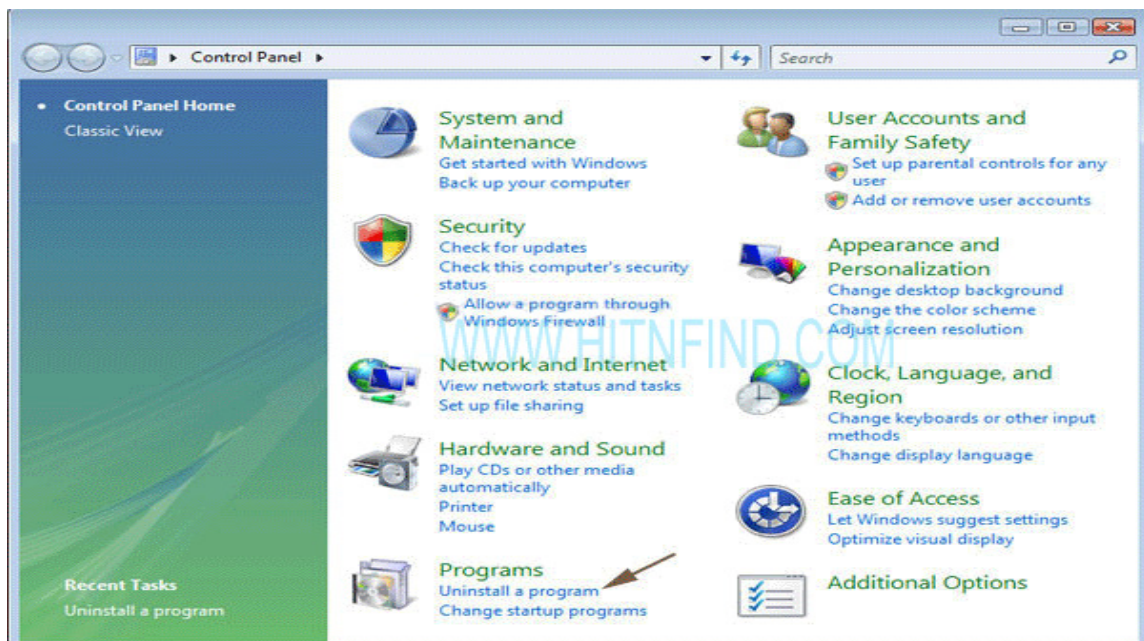 Control Panel
Search
Control Panel Home
Classic View
Recent Tasks
Uninstall a program
System and
Maintenance
Get started with Windows
Back up your computer
Security
Check for updates
Check this computer's security
status
Allow a program through
Windows Firewall
Network and Internet
View network status and tasks
Set up file sharing
Hardware and Sound
Play CDs or other media
automatically
Printer
Mouse
Programs
Uninstall a program
Change startup programs
User Accounts and
Family Safety
Set up parental controls for any
user
Add or remove user accounts
Appearance and
Personalization
Change desktop background
Change the color scheme
Adjust screen resolution
Clock, Language, and
Region
Change keyboards or other input
methods
Change display language
Ease of Access
Let Windows suggest settings
Optimize visual display
Additional Options
WWW.HITNFIND.COM